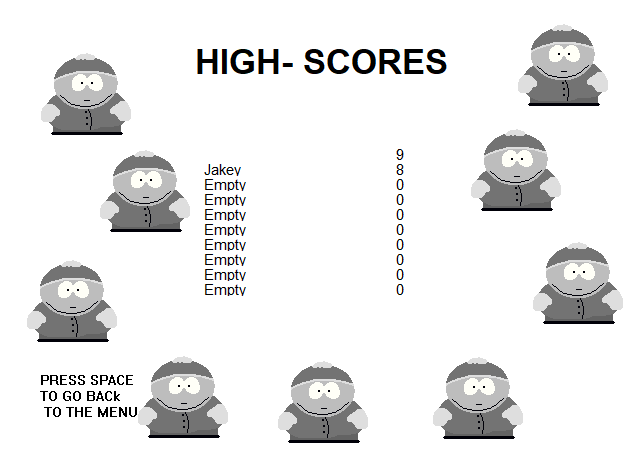 HIGH- SCORES
9
Jakey 8
Empty 0
Empty 0
Empty 0
Empty 0
Empty 0
Empty 0
Empty 0
Empty 0
PRESS SPACE
TO GO BACk
TO THE MENU